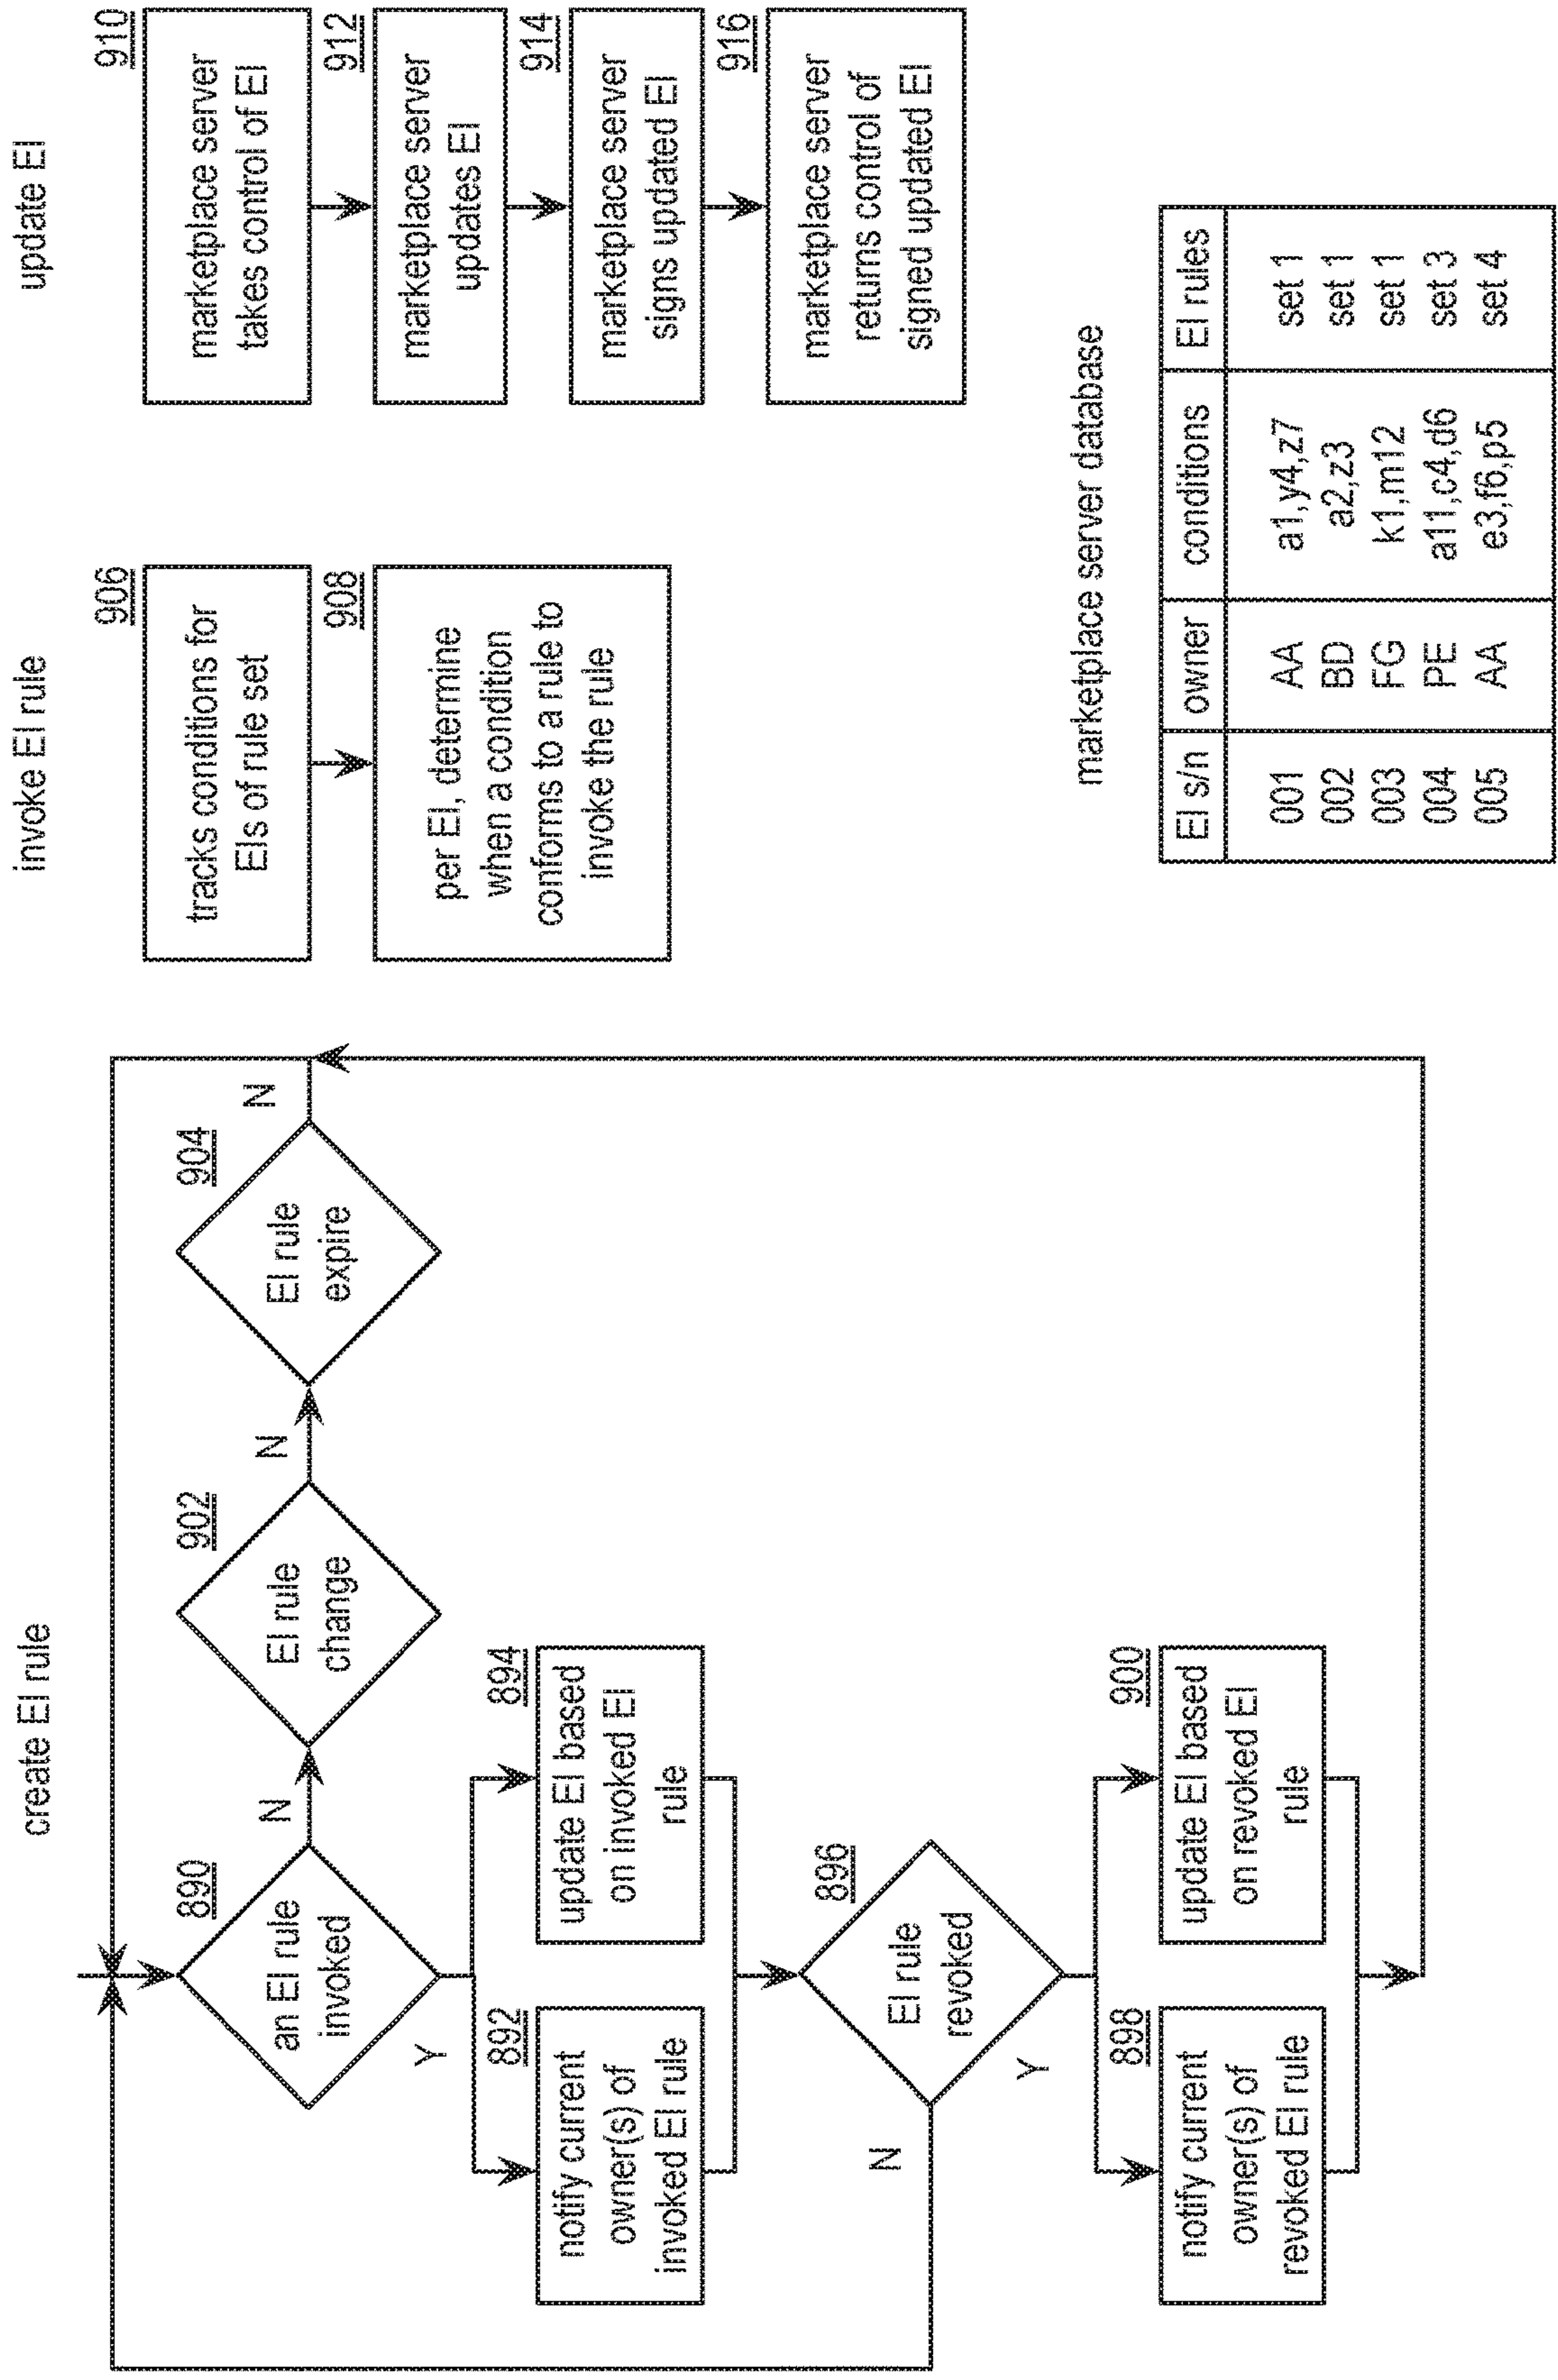 create EI rule
890
an EI rule
invoked
N
Y
902
EI rule
change
N
904
EI rule
expire
N
892
notify current
owner(s) of
invoked EI rule
894
update EI based
on invoked EI
rule
896
EI rule
revoked
N
Y
898
notify current
owner(s) of
revoked EI rule
900
update EI based
on revoked EI
rule
invoke EI rule
906
tracks conditions for
EIs of rule set
908
per EI, determine
when a condition
conforms to a rule to
invoke the rule
update EI
910
marketplace server
takes control of EI
912
marketplace server
updates EI
914
marketplace server
signs updated EI
916
marketplace server
returns control of
signed updated EI
marketplace server database
EI s/n owner conditions EI rules
001 AA a1,y4,z7 set 1
002 BD a2,z3 set 1
003 FG k1,m12 set 1
004 PE a11,c4,d6 set 3
005 AA e3,f6,p5 set 4